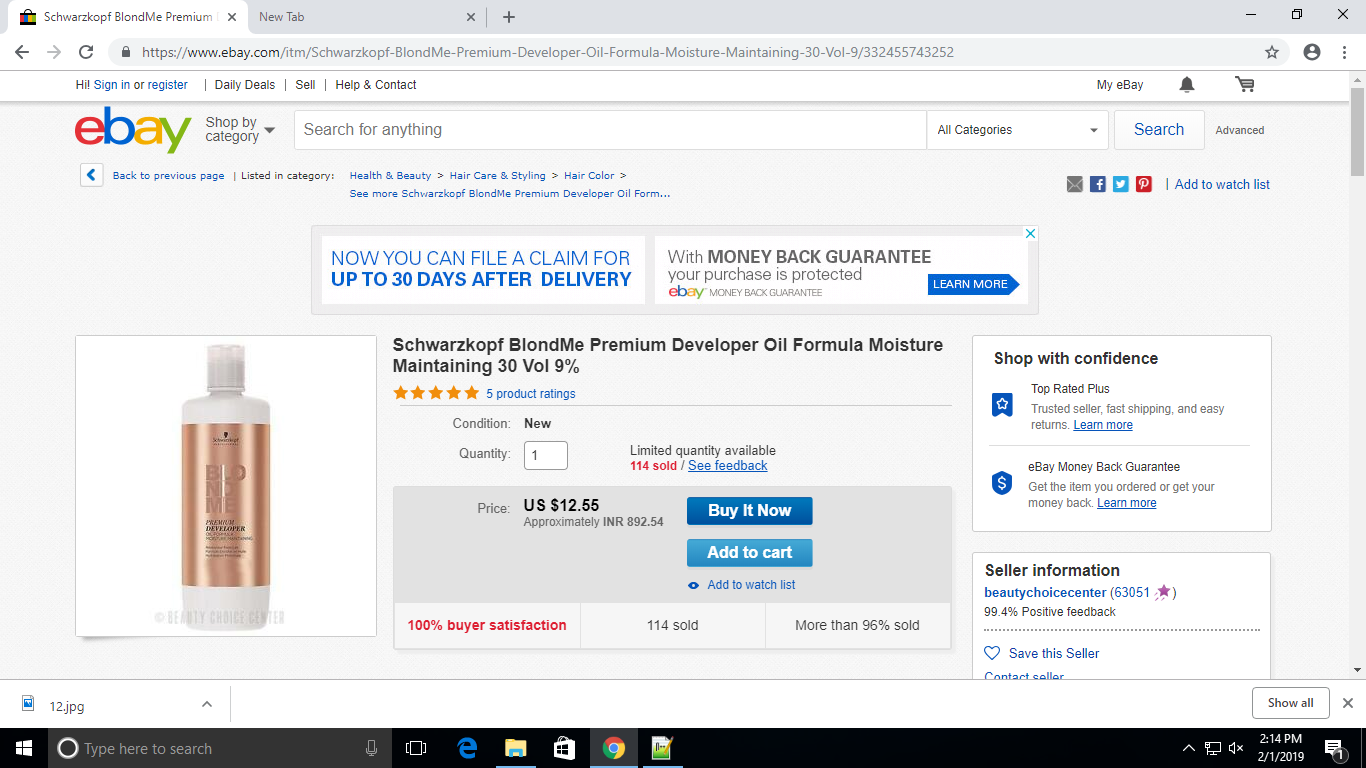 Schwarzkopf BlondMe Premium
New Tab
https://www.ebay.com/itm/Schwarzkopf-BlondMe-Premium-Developer-Oil-Formula-Moisture-Maintaining-30-Vol-9/332455743252
Hi! Sign in or register | Daily Deals | Sell | Help & Contact
My eBay
ebay
Shop by category
Search for anything
All Categories
Search
Advanced
Back to previous page | Listed in category:
Health & Beauty > Hair Care & Styling > Hair Color >
See more Schwarzkopf BlondMe Premium Developer Oil Form...
| Add to watch list
NOW YOU CAN FILE A CLAIM FOR
UP TO 30 DAYS AFTER DELIVERY
With MONEY BACK GUARANTEE
your purchase is protected
ebay MONEY BACK GUARANTEE
LEARN MORE
Schwarzkopf
BLO
ND
ME
PREMIUM
DEVELOPER
OIL FORMULA
MOISTURE MAINTAINING
© BEAUTY CHOICE CENTER
Schwarzkopf BlondMe Premium Developer Oil Formula Moisture
Maintaining 30 Vol 9%
5 product ratings
Condition: New
Quantity: 1
Limited quantity available
114 sold / See feedback
Price: US $12.55
Approximately INR 892.54
Buy It Now
Add to cart
Add to watch list
100% buyer satisfaction
114 sold
More than 96% sold
Shop with confidence
Top Rated Plus
Trusted seller, fast shipping, and easy
returns. Learn more
eBay Money Back Guarantee
Get the item you ordered or get your
money back. Learn more
Seller information
beautychoicecenter (63051 )
99.4% Positive feedback
Save this Seller
Contact seller
12.jpg
Show all
Type here to search
2:14 PM
2/1/2019
1